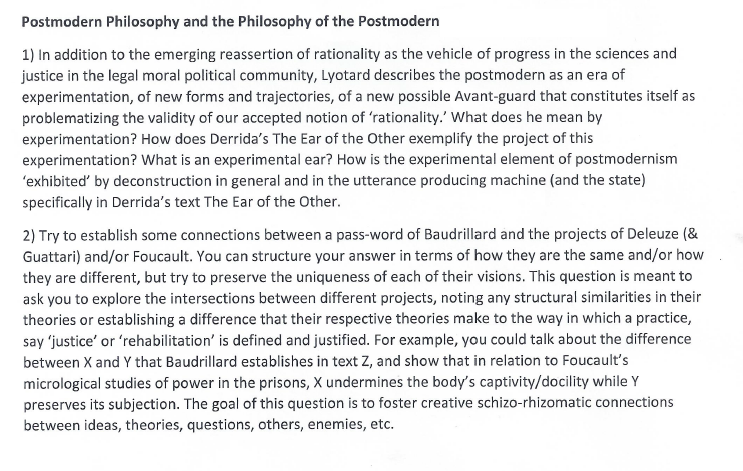 Postmodern Philosophy and the Philosophy of the Postmodern
1) In addition to the emerging reassertion of rationality as the vehicle of progress in the sciences and
justice in the legal moral political community, Lyotard describes the postmodern as an era of
experimentation, of new forms and trajectories, of a new possible Avant-guard that constitutes itself as
problematizing the validity of our accepted notion of ‘rationality.’ What does he mean by
experimentation? How does Derrida’s The Ear of the Other exemplify the project of this
experimentation? What is an experimental ear? How is the experimental element of postmodernism
‘exhibited’ by deconstruction in general and in the utterance producing machine (and the state)
specifically in Derrida’s text The Ear of the Other.
2) Try to establish some connections between a pass-word of Baudrillard and the projects of Deleuze (&
Guattari) and/or Foucault. You can structure your answer in terms of how they are the same and/or how
they are different, but try to preserve the uniqueness of each of their visions. This question is meant to
ask you to explore the intersections between different projects, noting any structural similarities in their
theories or establishing a difference that their respective theories make to the way in which a practice,
say ‘justice’ or ‘rehabilitation’ is defined and justified. For example, you could talk about the difference
between X and Y that Baudrillard establishes in text Z, and show that in relation to Foucault’s
micrological studies of power in the prisons, X undermines the body’s captivity/docility while Y
preserves its subjection. The goal of this question is to foster creative schizo-rhizomatic connections
between ideas, theories, questions, others, enemies, etc.